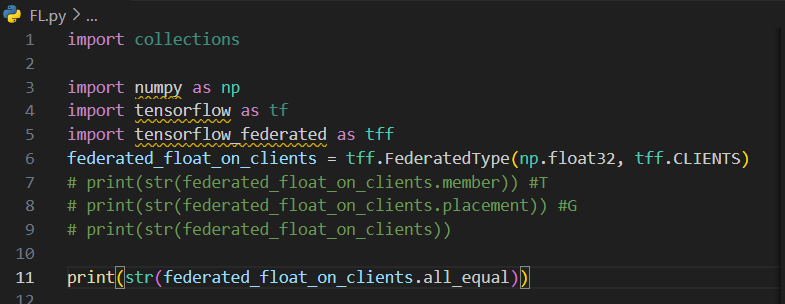 FL.py > ...
1 import collections
2
3 import numpy as np
4 import tensorflow as tf
5 import tensorflow_federated as tff
6 federated_float_on_clients = tff.FederatedType(np.float32, tff.CLIENTS)
7 # print(str(federated_float_on_clients.member)) #T
8 # print(str(federated_float_on_clients.placement)) #G
9 # print(str(federated_float_on_clients))
10
11 print(str(federated_float_on_clients.all_equal))
12